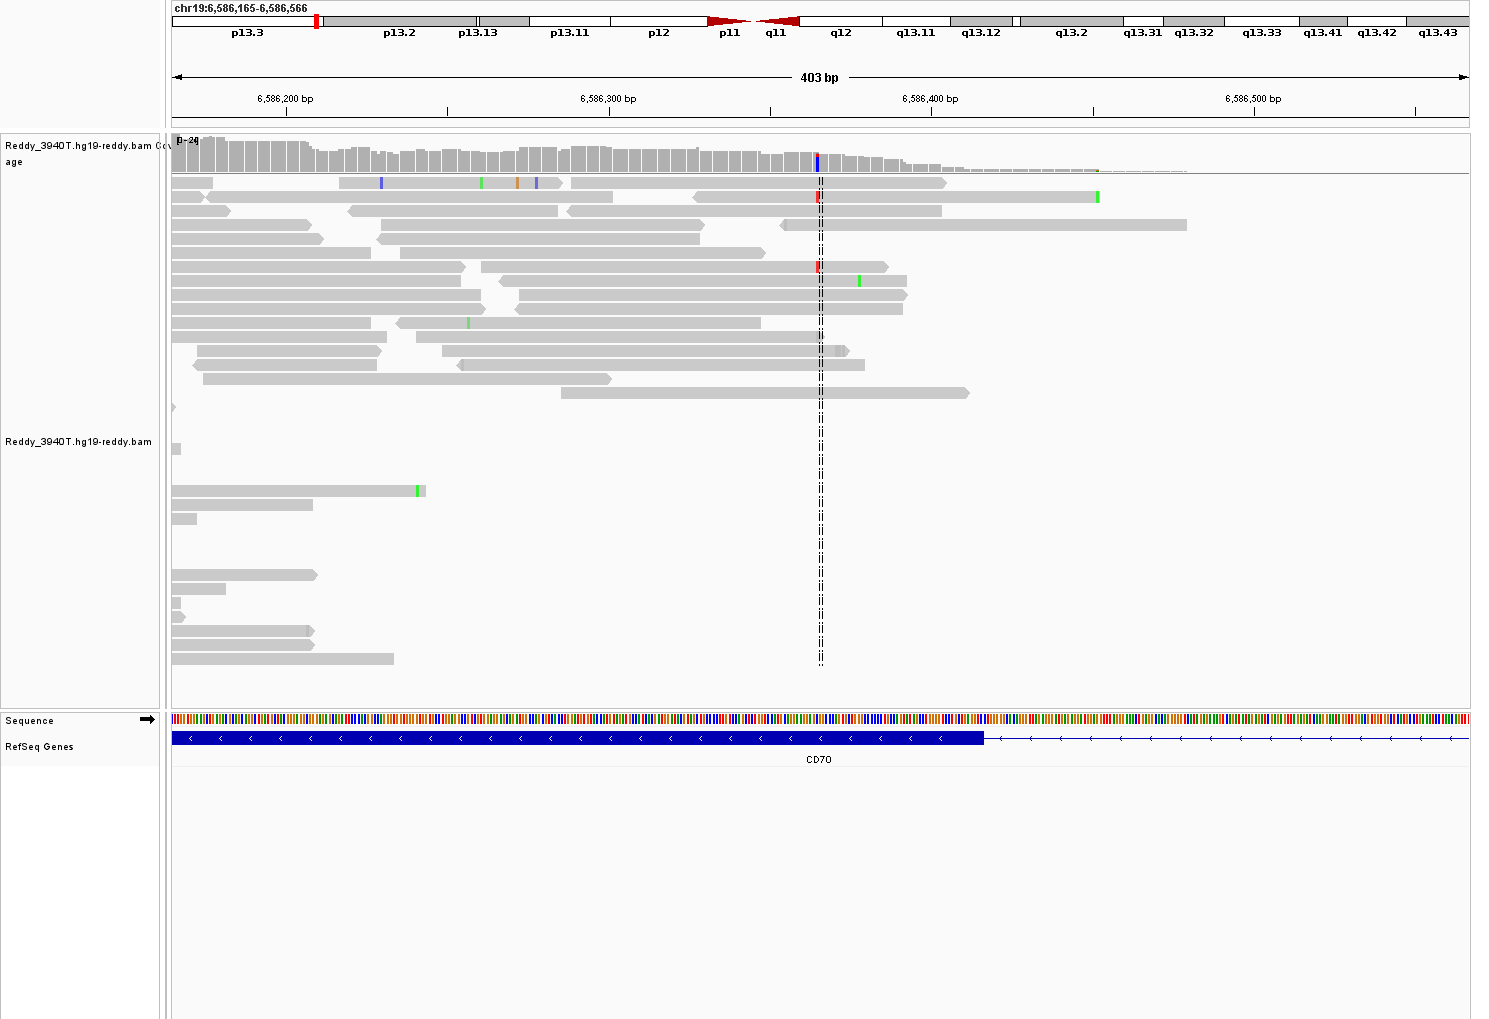 chr19:6,586,165-6,586,566
p13.3 p13.2 p13.13 p13.11 p12 p11 q11 q12 q13.11 q13.12 q13.2 q13.31 q13.32 q13.33 q13.41 q13.42 q13.43
403 bp
6,586,200 bp 6,586,300 bp 6,586,400 bp 6,586,500 bp
Reddy_3940T.hg19-reddy.bam Cov
age
Reddy_3940T.hg19-reddy.bam
Sequence
RefSeq Genes
CD70